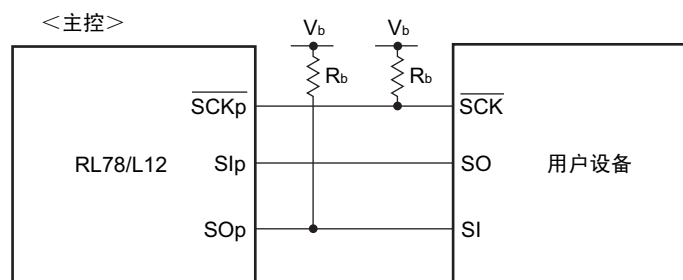 ＜主控＞
Vb
Vb
Rb
Rb
SCKp
SCK
RL78/L12
SIp
SO
用户设备
SOp
SI